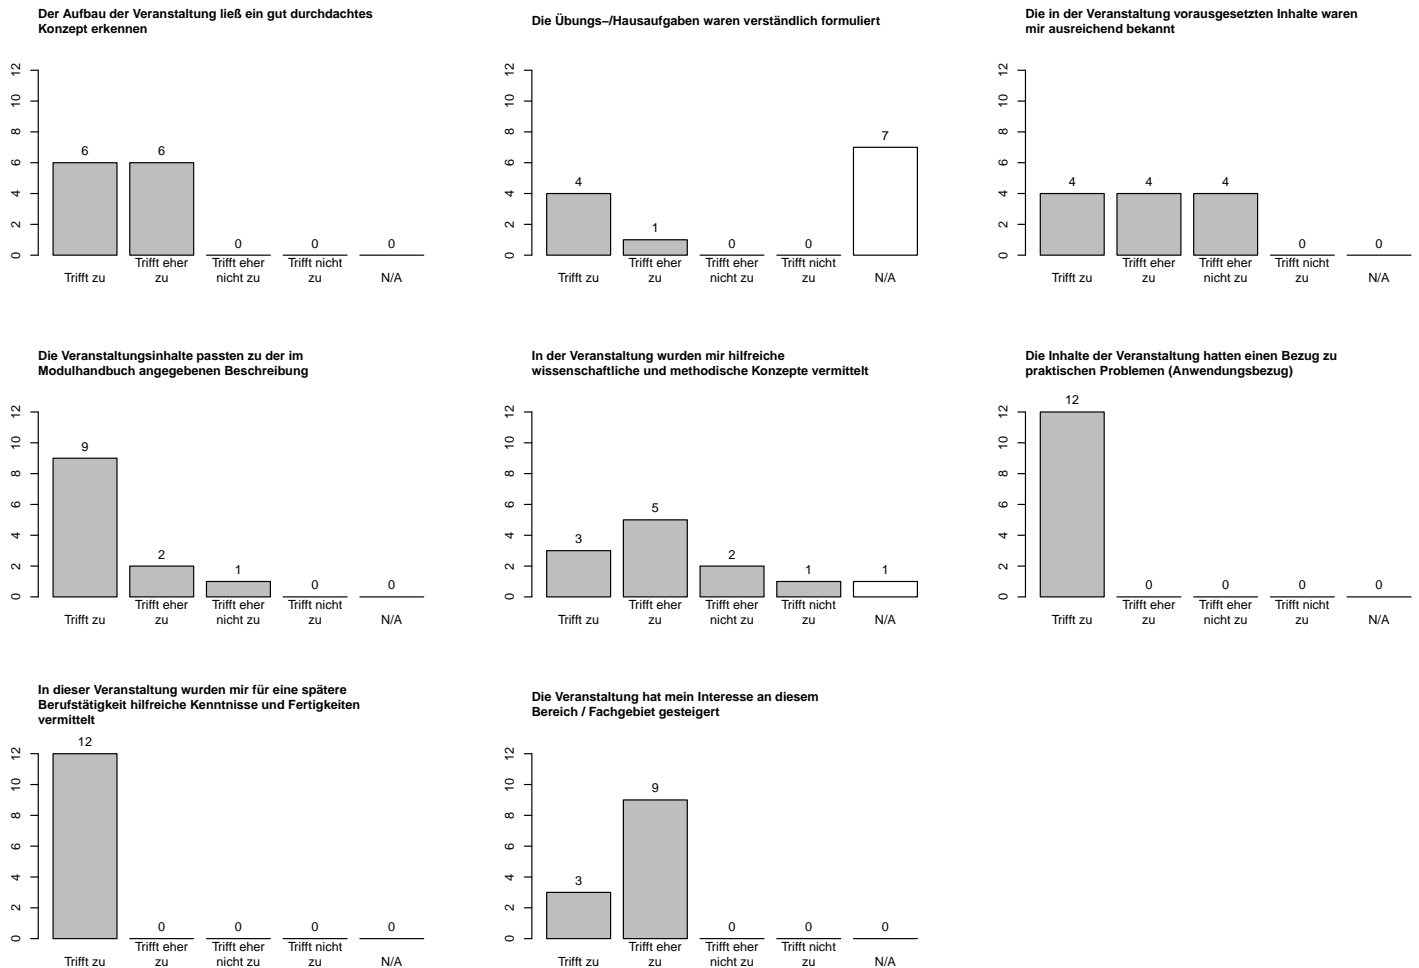 Der Aufbau der Veranstaltung ließ ein gut durchdachtes
Konzept erkennen
12
10
8
6
4
2
0
6 6 0 0 0
Trifft zu
Trifft eher
zu
Trifft eher
nicht zu
Trifft nicht
zu
N/A
Die Übungs−/Hausaufgaben waren verständlich formuliert
12
10
8
6
4
2
0
4 1 0 0 7
Trifft zu
Trifft eher
zu
Trifft eher
nicht zu
Trifft nicht
zu
N/A
Die in der Veranstaltung vorausgesetzten Inhalte waren
mir ausreichend bekannt
12
10
8
6
4
2
0
4 4 4 0 0
Trifft zu
Trifft eher
zu
Trifft eher
nicht zu
Trifft nicht
zu
N/A
Die Veranstaltungsinhalte passten zu der im
Modulhandbuch angegebenen Beschreibung
12
10
8
6
4
2
0
9 2 1 0 0
Trifft zu
Trifft eher
zu
Trifft eher
nicht zu
Trifft nicht
zu
N/A
In der Veranstaltung wurden mir hilfreiche
wissenschaftliche und methodische Konzepte vermittelt
12
10
8
6
4
2
0
3 5 2 1 1
Trifft zu
Trifft eher
zu
Trifft eher
nicht zu
Trifft nicht
zu
N/A
Die Inhalte der Veranstaltung hatten einen Bezug zu
praktischen Problemen (Anwendungsbezug)
12
10
8
6
4
2
0
12 0 0 0 0
Trifft zu
Trifft eher
zu
Trifft eher
nicht zu
Trifft nicht
zu
N/A
In dieser Veranstaltung wurden mir für eine spätere
Berufstätigkeit hilfreiche Kenntnisse und Fertigkeiten
vermittelt
12
10
8
6
4
2
0
12 0 0 0 0
Trifft zu
Trifft eher
zu
Trifft eher
nicht zu
Trifft nicht
zu
N/A
Die Veranstaltung hat mein Interesse an diesem
Bereich / Fachgebiet gesteigert
12
10
8
6
4
2
0
3 9 0 0 0
Trifft zu
Trifft eher
zu
Trifft eher
nicht zu
Trifft nicht
zu
N/A